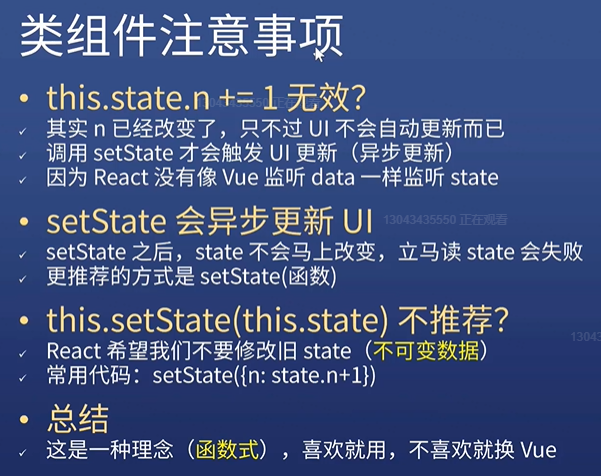 类组件注意事项
• this.state.n += 1 无效？
✓ 其实 n 已经改变了，只不过 UI 不会自动更新而已
✓ 调用 setState 才会触发 UI 更新（异步更新）
✓ 因为 React 没有像 Vue 监听 data 一样监听 state
• setState 会异步更新 UI
13043435550 正在观看
✓ setState 之后，state 不会马上改变，立马读 state 会失败
✓ 更推荐的方式是 setState(函数)
• this.setState(this.state) 不推荐？
✓ React 希望我们不要修改旧 state（不可变数据）
✓ 常用代码：setState({n: state.n+1})
• 总结
✓ 这是一种理念（函数式），喜欢就用，不喜欢就换 Vue